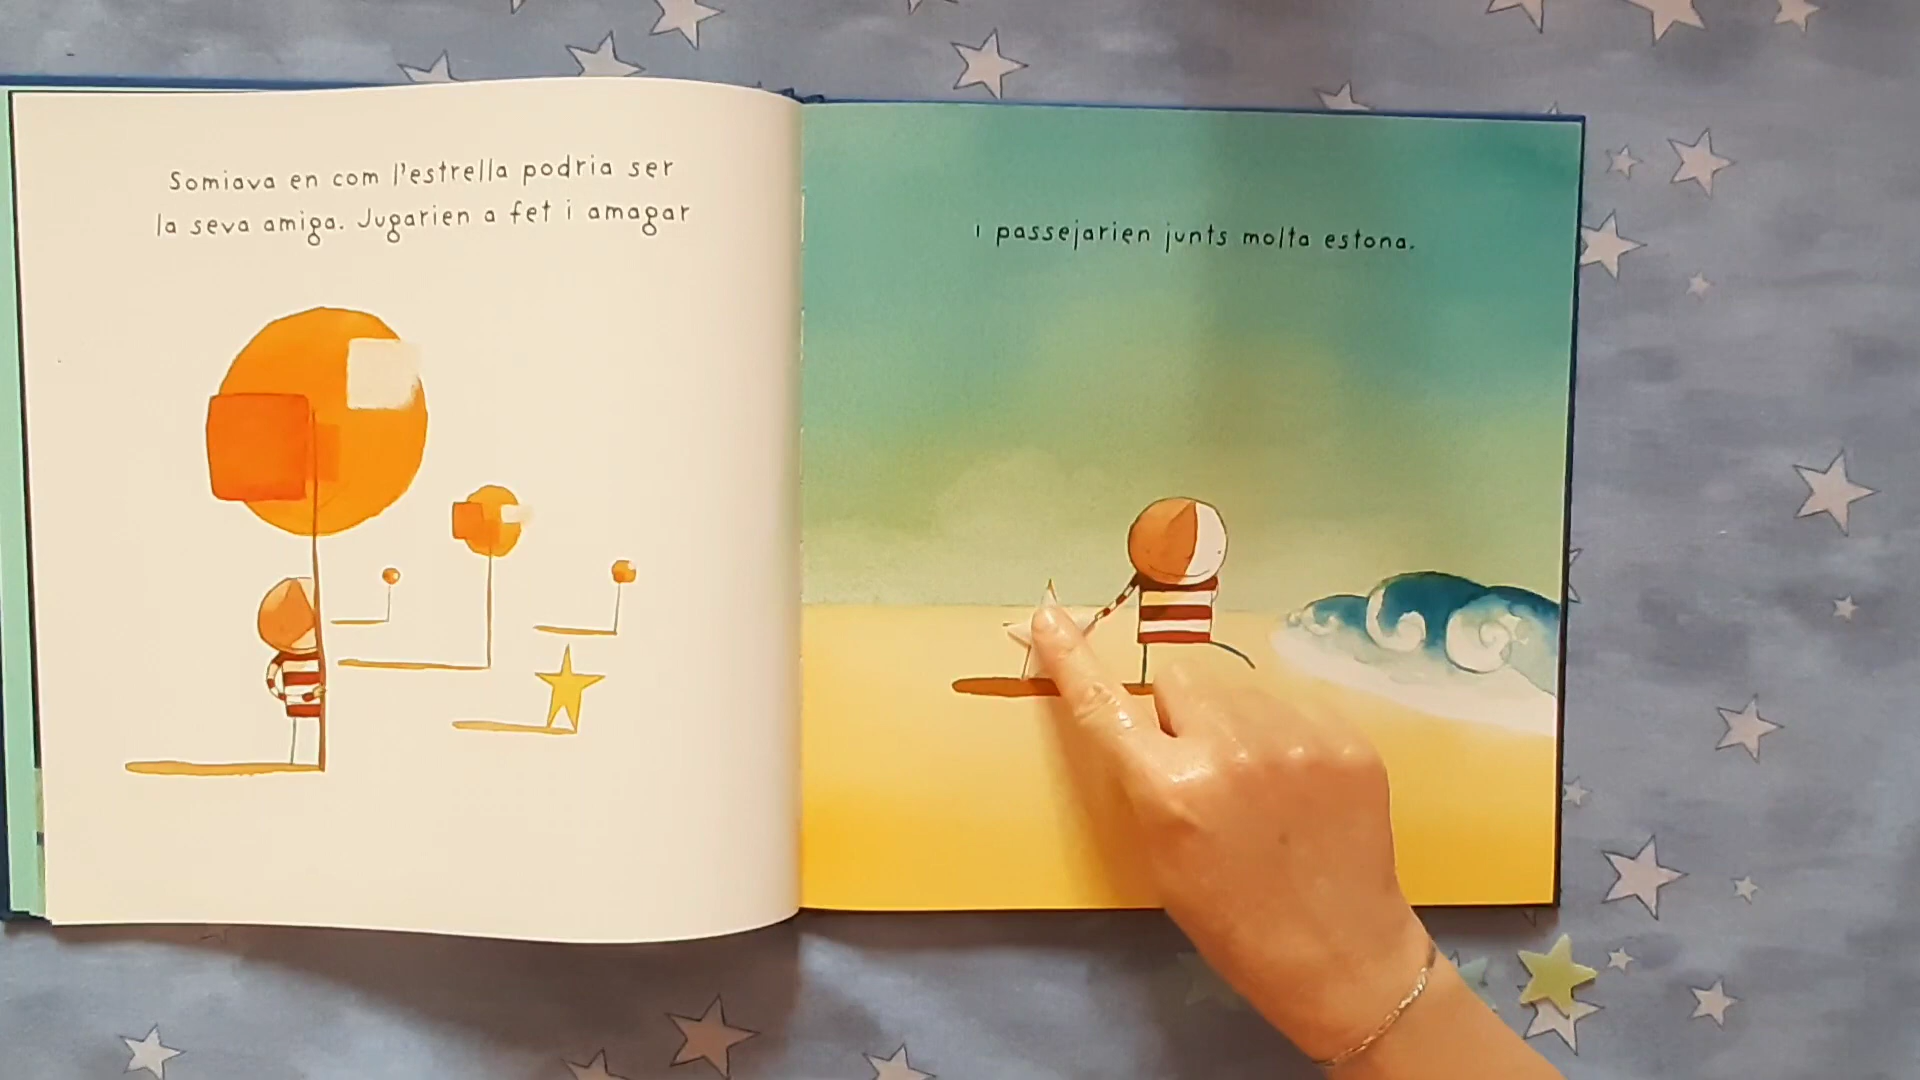 Somiava en com l'estrella podria ser
la seva amiga. Jugarien a fet i amagar
i passejarien junts molta estona.